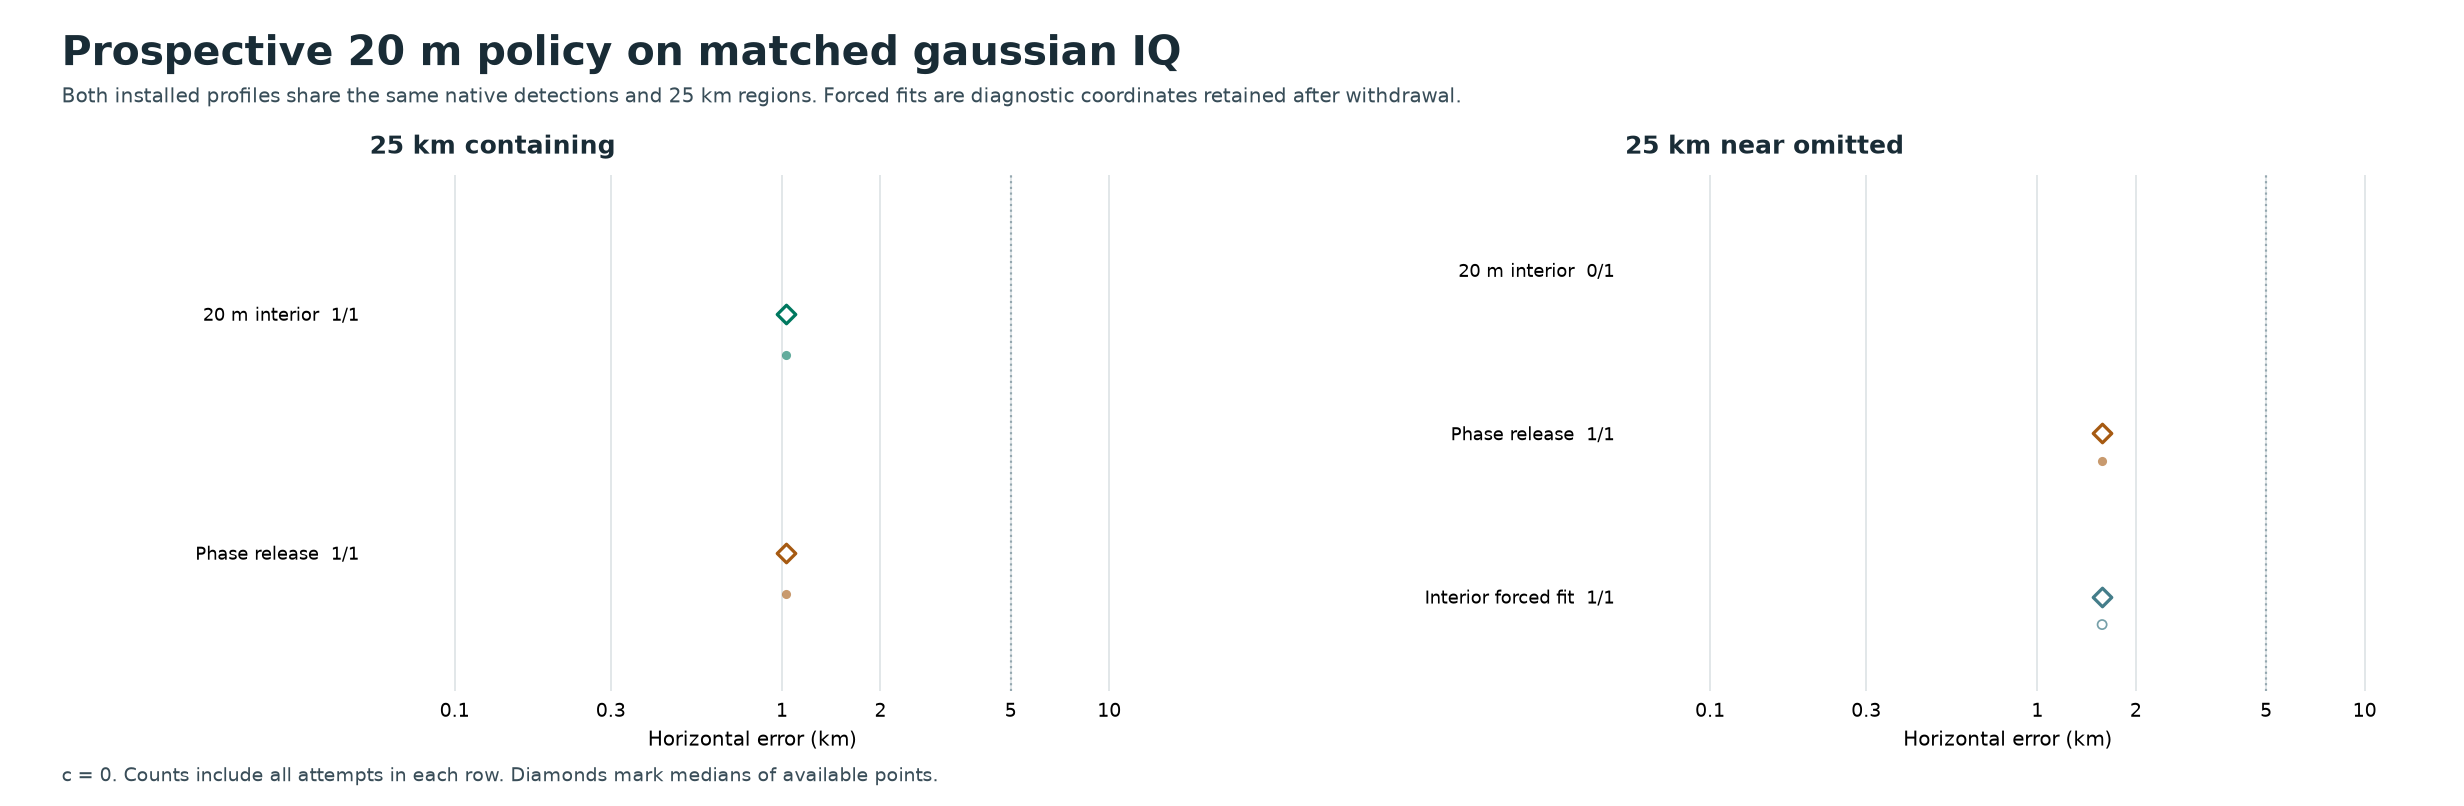 Prospective 20 m policy on matched gaussian IQ
Both installed profiles share the same native detections and 25 km regions. Forced fits are diagnostic coordinates retained after withdrawal.
25 km containing
20 m interior 1/1
Phase release 1/1
0.1 0.3 1 2 5 10
Horizontal error (km)
25 km near omitted
20 m interior 0/1
Phase release 1/1
Interior forced fit 1/1
0.1 0.3 1 2 5 10
Horizontal error (km)
c = 0. Counts include all attempts in each row. Diamonds mark medians of available points.